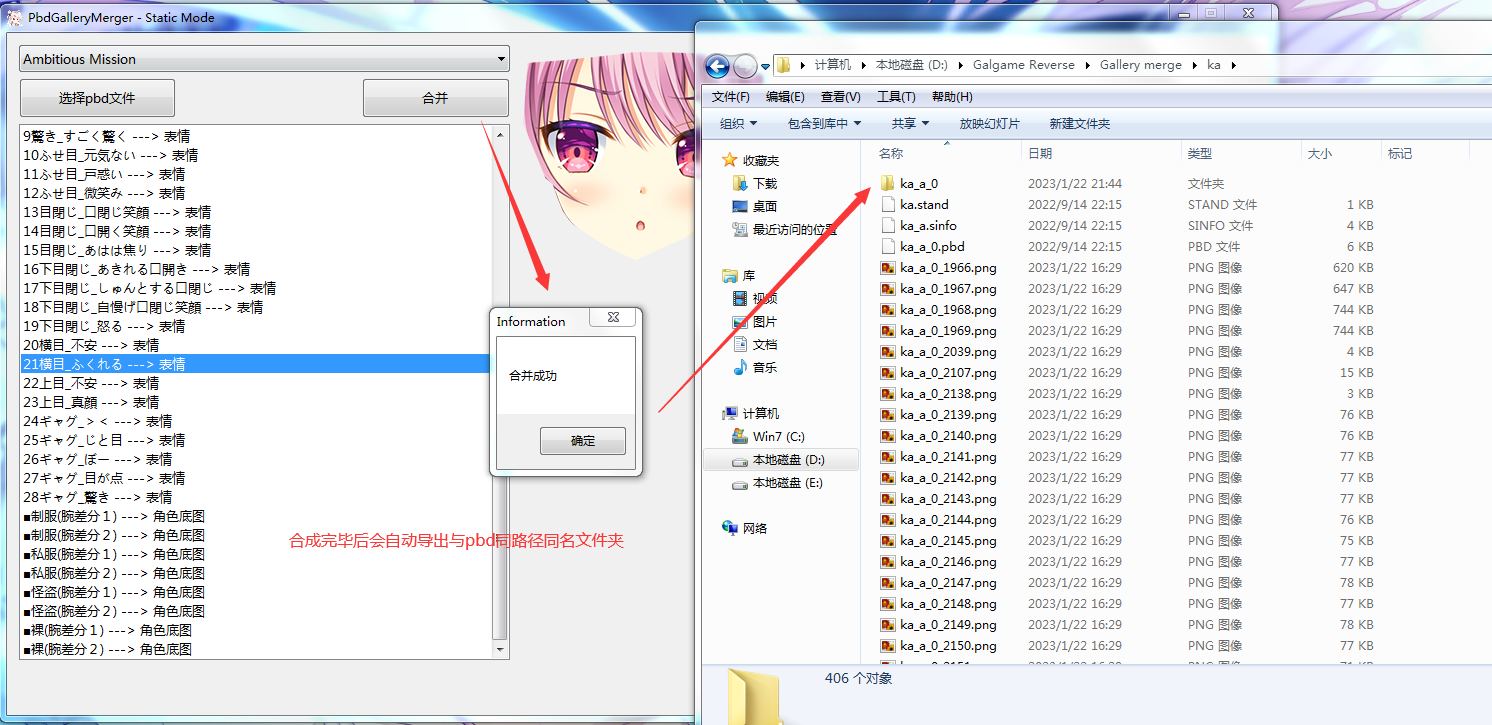 PbdGalleryMerger - Static Mode
Ambitious Mission
选择pbd文件
合并
9驚き_すごく驚く ---> 表情
10ふせ目_元気ない ---> 表情
11ふせ目_戸惑い ---> 表情
12ふせ目_微笑み ---> 表情
13目閉じ_口閉じ笑顔 ---> 表情
14目閉じ_口開く笑顔 ---> 表情
15目閉じ_あはは焦り ---> 表情
16下目閉じ_あきれる口開き ---> 表情
17下目閉じ_しゅんとする口閉じ ---> 表情
18下目閉じ_自慢げ口閉じ笑顔 ---> 表情
19下目閉じ_怒る ---> 表情
20横目_不安 ---> 表情
21横目_ふくれる ---> 表情
22上目_不安 ---> 表情
23上目_真顔 ---> 表情
24ギャグ_＞＜ ---> 表情
25ギャグ_じと目 ---> 表情
26ギャグ_ぼー ---> 表情
27ギャグ_目が点 ---> 表情
28ギャグ_驚き ---> 表情
■制服(腕差分１) ---> 角色底图
■制服(腕差分２) ---> 角色底图
■私服(腕差分１) ---> 角色底图
■私服(腕差分２) ---> 角色底图
■怪盗(腕差分１) ---> 角色底图
■怪盗(腕差分２) ---> 角色底图
■裸(腕差分１) ---> 角色底图
■裸(腕差分２) ---> 角色底图
Information
合并成功
确定
合成完毕后会自动导出与pbd同路径同名文件夹
计算机 本地磁盘 (D:) Galgame Reverse Gallery merge ka
文件(F) 编辑(E) 查看(V) 工具(T) 帮助(H)
组织 包含到库中 共享 放映幻灯片 新建文件夹
收藏夹
下载
桌面
最近访问的位置
库
视频
图片
文档
音乐
计算机
Win7 (C:)
本地磁盘 (D:)
本地磁盘 (E:)
网络
名称 日期 类型 大小 标记
ka_a_0 2023/1/22 21:44 文件夹
ka.stand 2022/9/14 22:15 STAND 文件 1 KB
ka_a.sinfo 2022/9/14 22:15 SINFO 文件 4 KB
ka_a_0.pbd 2022/9/14 22:15 PBD 文件 6 KB
ka_a_0_1966.png 2023/1/22 16:29 PNG 图像 620 KB
ka_a_0_1967.png 2023/1/22 16:29 PNG 图像 647 KB
ka_a_0_1968.png 2023/1/22 16:29 PNG 图像 744 KB
ka_a_0_1969.png 2023/1/22 16:29 PNG 图像 744 KB
ka_a_0_2039.png 2023/1/22 16:29 PNG 图像 4 KB
ka_a_0_2107.png 2023/1/22 16:29 PNG 图像 15 KB
ka_a_0_2138.png 2023/1/22 16:29 PNG 图像 3 KB
ka_a_0_2139.png 2023/1/22 16:29 PNG 图像 76 KB
ka_a_0_2140.png 2023/1/22 16:29 PNG 图像 76 KB
ka_a_0_2141.png 2023/1/22 16:29 PNG 图像 77 KB
ka_a_0_2142.png 2023/1/22 16:29 PNG 图像 77 KB
ka_a_0_2143.png 2023/1/22 16:29 PNG 图像 77 KB
ka_a_0_2144.png 2023/1/22 16:29 PNG 图像 76 KB
ka_a_0_2145.png 2023/1/22 16:29 PNG 图像 75 KB
ka_a_0_2146.png 2023/1/22 16:29 PNG 图像 77 KB
ka_a_0_2147.png 2023/1/22 16:29 PNG 图像 78 KB
ka_a_0_2148.png 2023/1/22 16:29 PNG 图像 77 KB
ka_a_0_2149.png 2023/1/22 16:29 PNG 图像 78 KB
ka_a_0_2150.png 2023/1/22 16:29 PNG 图像 77 KB
406 个对象